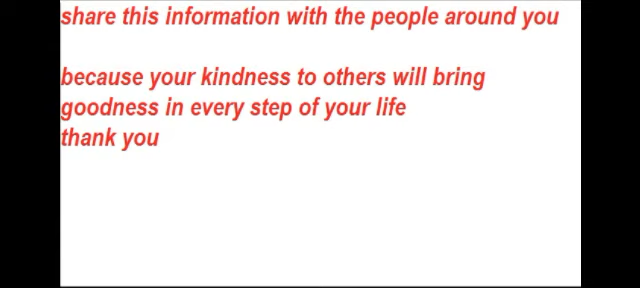 share this information with the people around you
because your kindness to others will bring
goodness in every step of your life
thank you